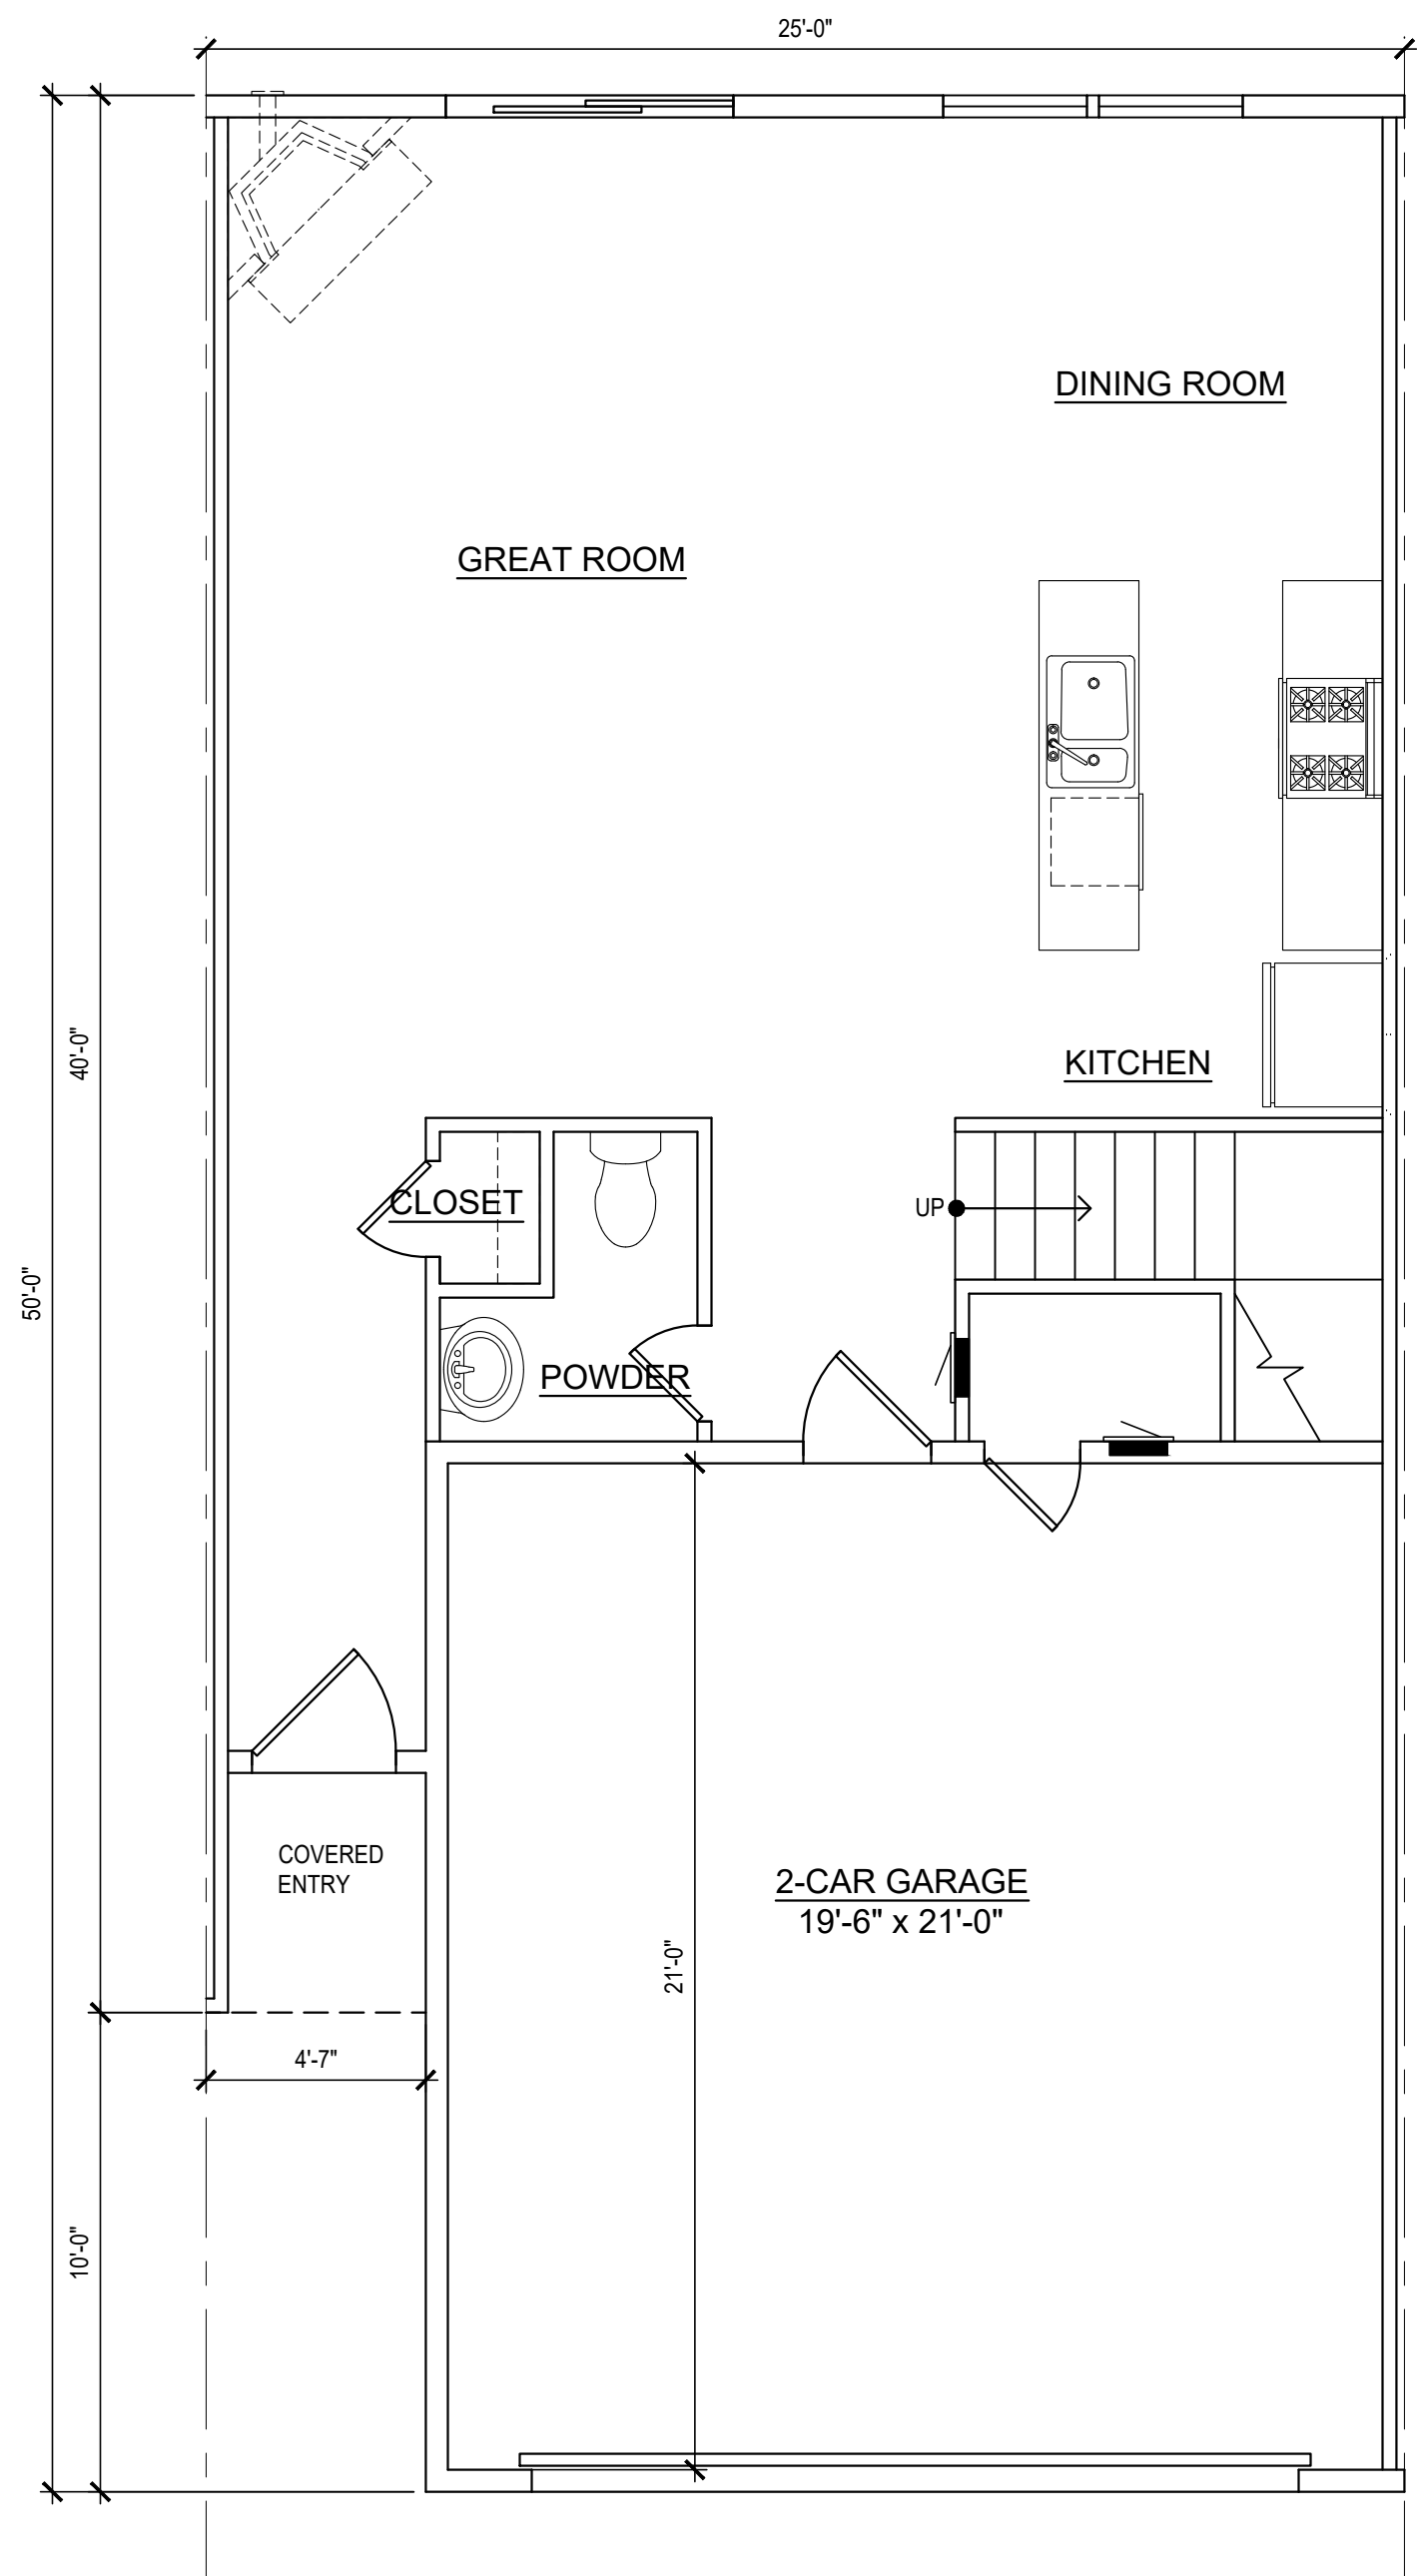 25'-0"
DINING ROOM
GREAT ROOM
40'-0"
KITCHEN
CLOSET
UP
50'-0"
POWDER
COVERED
ENTRY
2-CAR GARAGE
19'-6" x 21'-0"
21'-0"
4'-7"
10'-0"